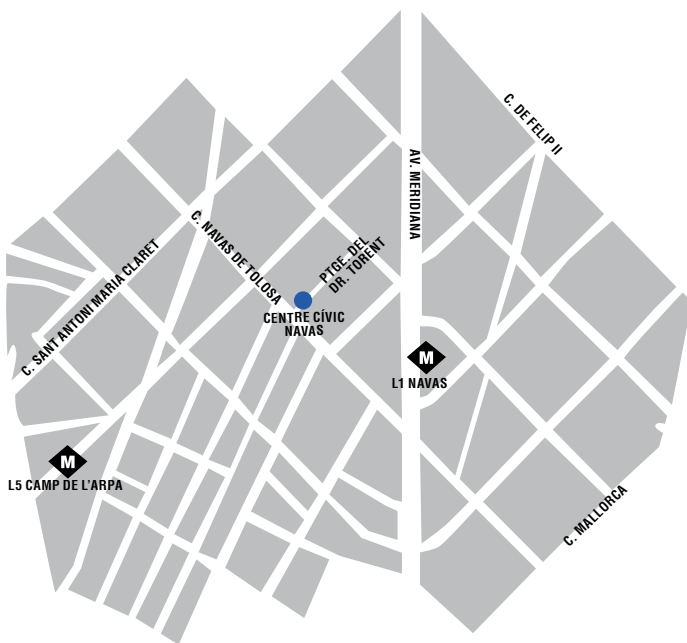 C. DE FELIP II
AV. MERIDIANA
C. NAVAS DE TOLOSA
PTGE. DEL
DR. TORENT
C. SANT ANTONI MARIA CLARET
CENTRE CÍVIC
NAVAS
M
L1 NAVAS
M
L5 CAMP DE L'ARPA
C. MALLORCA